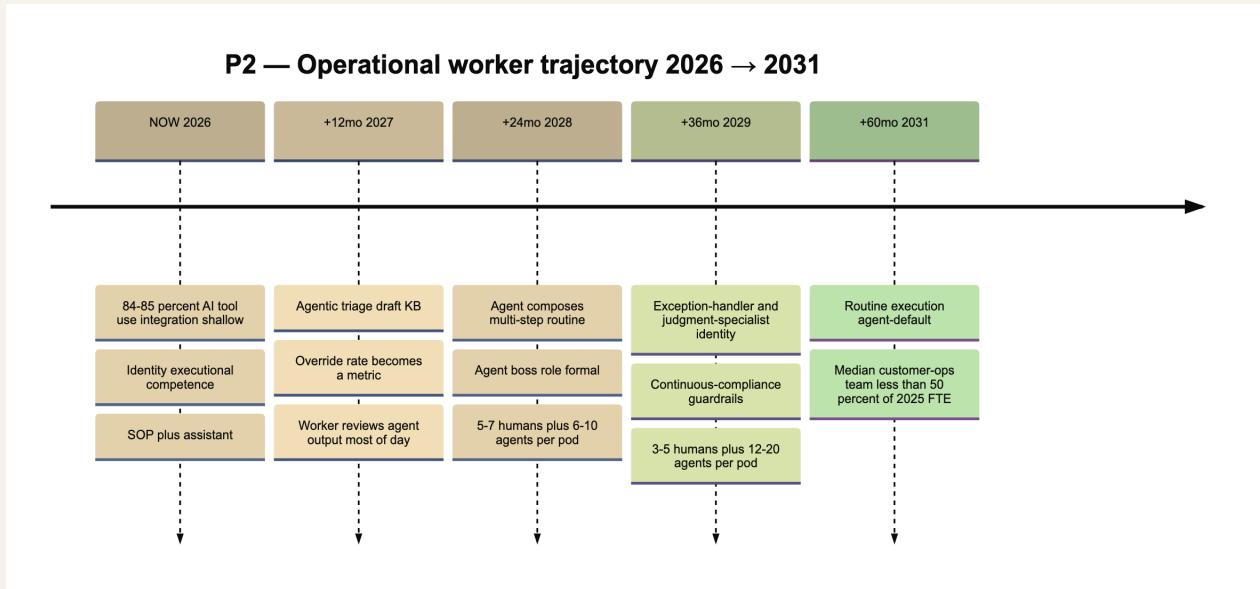 P2 — Operational worker trajectory 2026 → 2031
NOW 2026
+12mo 2027
+24mo 2028
+36mo 2029
+60mo 2031
84-85 percent AI tool
use integration shallow
Identity executional
competence
SOP plus assistant
Agentic triage draft KB
Override rate becomes
a metric
Worker reviews agent
output most of day
Agent composes
multi-step routine
Agent boss role formal
5-7 humans plus 6-10
agents per pod
Exception-handler and
judgment-specialist
identity
Continuous-compliance
guardrails
3-5 humans plus 12-20
agents per pod
Routine execution
agent-default
Median customer-ops
team less than 50
percent of 2025 FTE